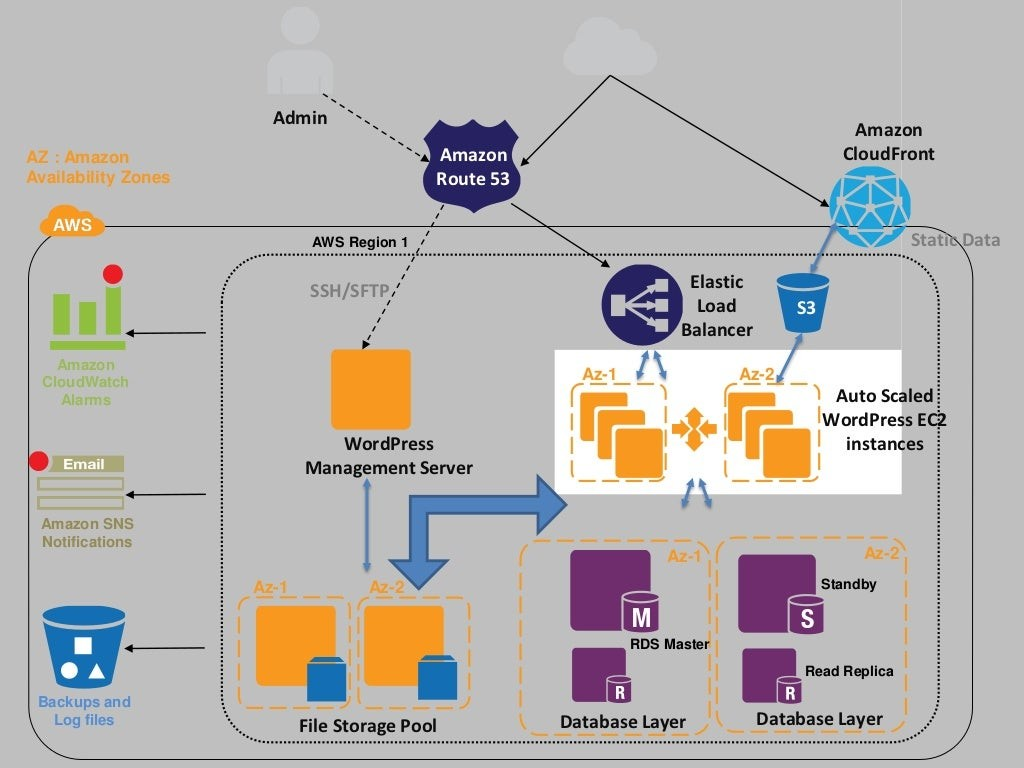 Admin
Amazon
Route 53
Amazon
CloudFront
AZ : Amazon
Availability Zones
AWS
AWS Region 1
Static Data
SSH/SFTP
Elastic
Load
Balancer
S3
Amazon
CloudWatch
Alarms
Az-1
Az-2
Auto Scaled
WordPress EC2
instances
WordPress
Management Server
Email
Amazon SNS
Notifications
Az-1
Az-2
Az-1
Az-2
M
RDS Master
R
Standby
S
Read Replica
R
Backups and
Log files
File Storage Pool
Database Layer
Database Layer